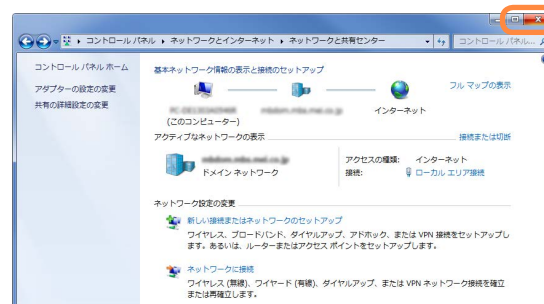 コントロール パネル ▸ ネットワークとインターネット ▸ ネットワークと共有センター
コントロール パネル...
コントロール パネル ホーム
アダプターの設定の変更
共有の詳細設定の変更
基本ネットワーク情報の表示と接続のセットアップ
フル マップの表示
(このコンピューター)
インターネット
アクティブなネットワークの表示
接続または切断
ドメイン ネットワーク
アクセスの種類: インターネット
接続: ローカル エリア接続
ネットワーク設定の変更
新しい接続またはネットワークのセットアップ
ワイヤレス、ブロードバンド、ダイヤルアップ、アドホック、または VPN 接続をセットアップし
ます。あるいは、ルーターまたはアクセス ポイントをセットアップします。
ネットワークに接続
ワイヤレス (無線)、ワイヤード (有線)、ダイヤルアップ、または VPN ネットワーク接続を確立
または再確立します。